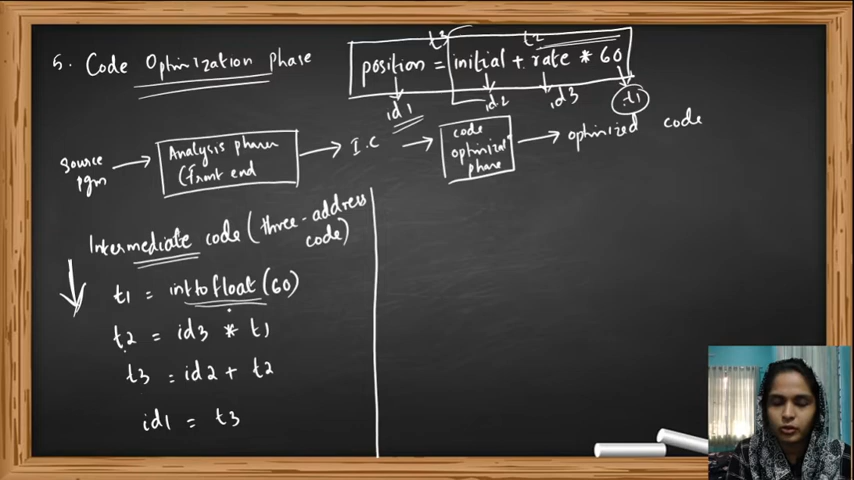 5. Code Optimization phase
t3 t2
position = initial + rate * 60
id1 id2 id3 t1
Source pgm
Analysis phases (Front end
I.C
code optimizat° phase
optimized code
Intermediate code (three-address code)
t1 = inttofloat(60)
t2 = id3 * t1
t3 = id2 + t2
id1 = t3